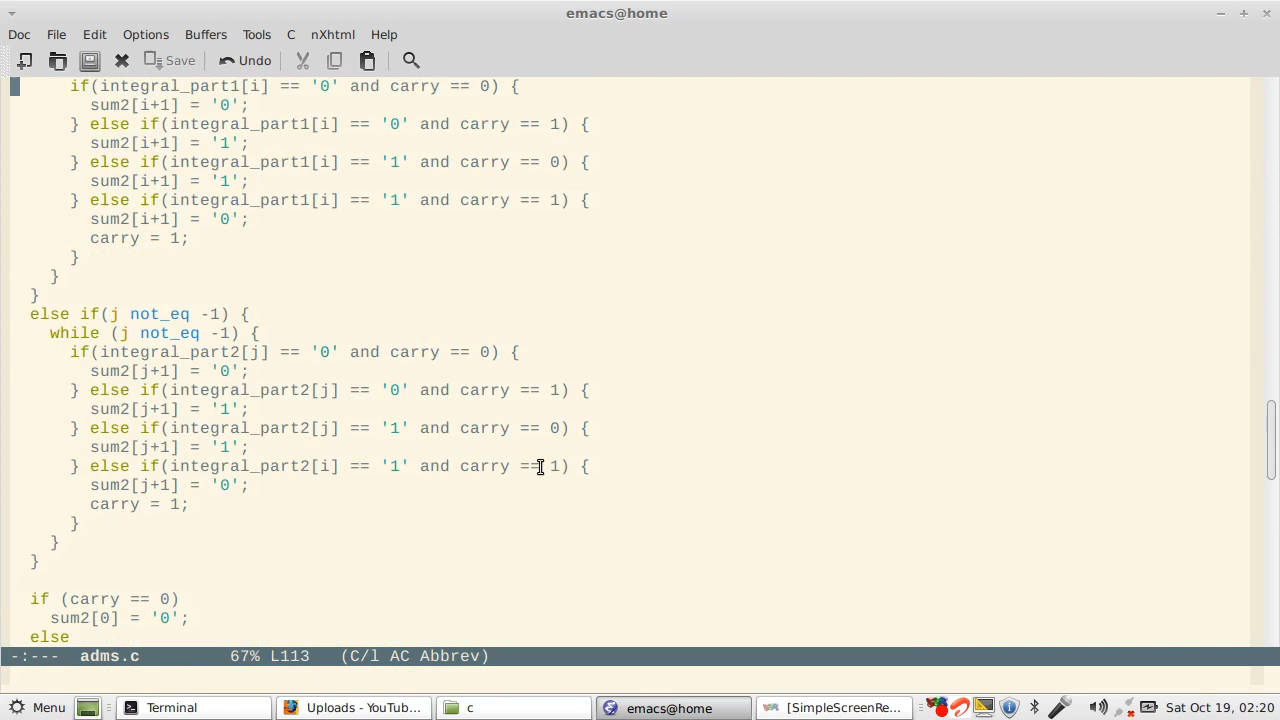 emacs@home
Doc File Edit Options Buffers Tools C nXhtml Help
Save Undo
if(integral_part1[i] == '0' and carry == 0) {
sum2[i+1] = '0';
} else if(integral_part1[i] == '0' and carry == 1) {
sum2[i+1] = '1';
} else if(integral_part1[i] == '1' and carry == 0) {
sum2[i+1] = '1';
} else if(integral_part1[i] == '1' and carry == 1) {
sum2[i+1] = '0';
carry = 1;
}
}
}
else if(j not_eq -1) {
while (j not_eq -1) {
if(integral_part2[j] == '0' and carry == 0) {
sum2[j+1] = '0';
} else if(integral_part2[j] == '0' and carry == 1) {
sum2[j+1] = '1';
} else if(integral_part2[j] == '1' and carry == 0) {
sum2[j+1] = '1';
} else if(integral_part2[i] == '1' and carry == 1) {
sum2[j+1] = '0';
carry = 1;
}
}
}
if (carry == 0)
sum2[0] = '0';
else
-:--- adms.c 67% L113 (C/l AC Abbrev)
Menu Terminal Uploads - YouTub... c emacs@home [SimpleScreenRe... Sat Oct 19, 02:20